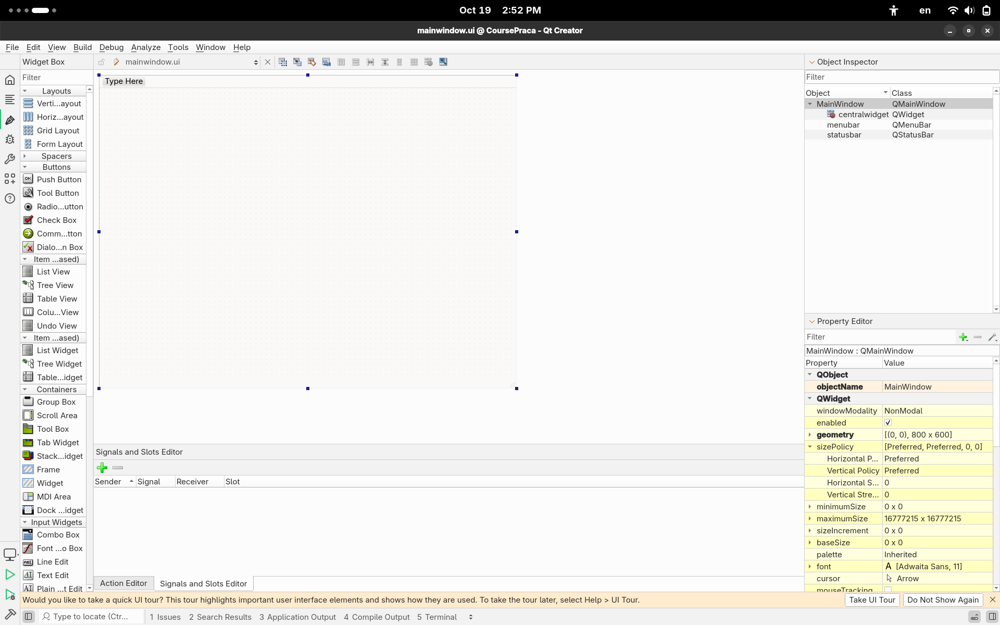 Oct 19 2:52 PM
en
mainwindow.ui @ CoursePraca - Qt Creator
File Edit View Build Debug Analyze Tools Window Help
Widget Box
mainwindow.ui
Filter
Layouts
Verti...ayout
Horiz...ayout
Grid Layout
Form Layout
Spacers
Buttons
Push Button
Tool Button
Radio...utton
Check Box
Comm...tton
Dialo...n Box
Item ...ased)
List View
Tree View
Table View
Colu...View
Undo View
Item ...ased)
List Widget
Tree Widget
Table...idget
Containers
Group Box
Scroll Area
Tool Box
Tab Widget
Stack...idget
Frame
Widget
MDI Area
Dock ...idget
Input Widgets
Combo Box
Font ...o Box
Line Edit
Text Edit
Plain ...t Edit
Type Here
Signals and Slots Editor
Sender Signal Receiver Slot
Action Editor Signals and Slots Editor
Object Inspector
Filter
Object Class
MainWindow QMainWindow
centralwidget QWidget
menubar QMenuBar
statusbar QStatusBar
Property Editor
Filter
MainWindow : QMainWindow
Property Value
QObject
objectName MainWindow
QWidget
windowModality NonModal
enabled
geometry [(0, 0), 800 x 600]
sizePolicy [Preferred, Preferred, 0, 0]
Horizontal P... Preferred
Vertical Policy Preferred
Horizontal S... 0
Vertical Stre... 0
minimumSize 0 x 0
maximumSize 16777215 x 16777215
sizeIncrement 0 x 0
baseSize 0 x 0
palette Inherited
font A [Adwaita Sans, 11]
cursor Arrow
mouseTracking
Would you like to take a quick UI tour? This tour highlights important user interface elements and shows how they are used. To take the tour later, select Help > UI Tour.
Take UI Tour Do Not Show Again
Type to locate (Ctr...
1 Issues 2 Search Results 3 Application Output 4 Compile Output 5 Terminal